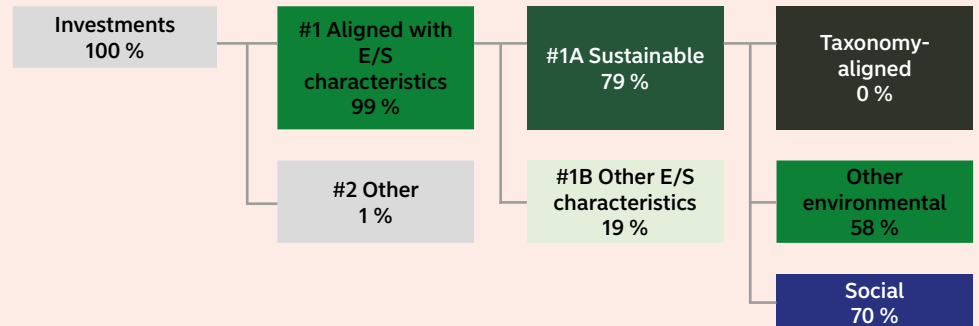 Investments
100 %
#1 Aligned with
E/S
characteristics
99 %
#1A Sustainable
79 %
Taxonomy-
aligned
0 %
#2 Other
1 %
#1B Other E/S
characteristics
19 %
Other
environmental
58 %
Social
70 %